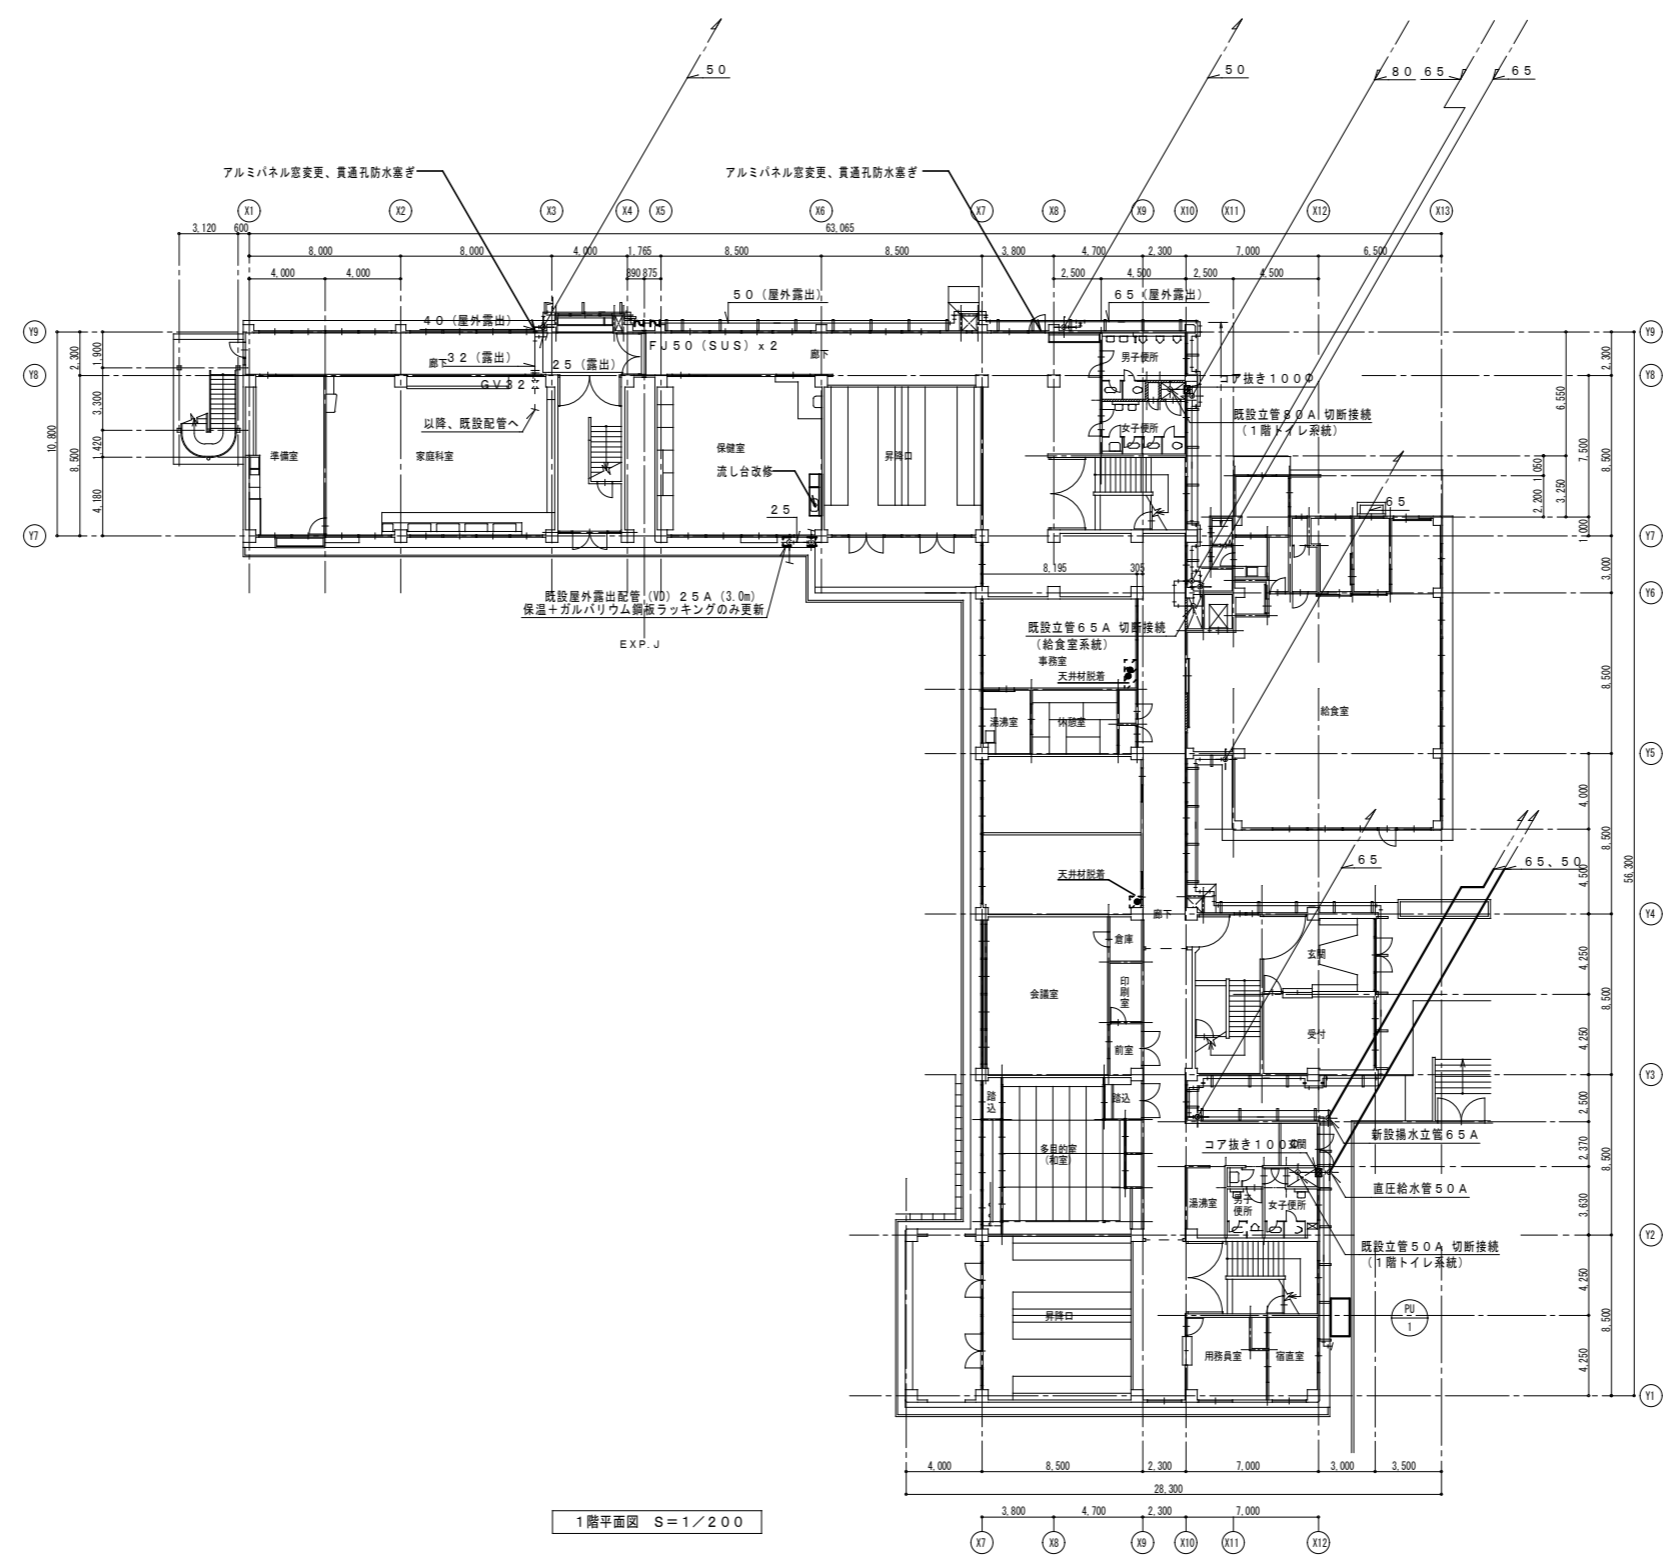 50
50
80
65
65
アルミパネル窓変更、貫通孔防水塞ぎ
アルミパネル窓変更、貫通孔防水塞ぎ
X1
X2
X3
X4
X5
X6
X7
X8
X9
X10
X11
X12
X13
3,120
600
63,065
8,000
8,000
4,000
1,765
8,500
8,500
3,800
4,700
2,300
7,000
6,500
4,000
4,000
890
875
2,500
4,500
2,500
4,500
50(屋外露出)
65(屋外露出)
40(屋外露出)
Y9
Y9
FJ50(SUS)x2
廊下
32(露出)
25(露出)
廊下
男子便所
Y8
Y8
GV32
コア抜き100Φ
以降、既設配管へ
既設立管80A 切断接続
(1階トイレ系統)
女子便所
準備室
家庭科室
保健室
昇降口
流し台改修
25
65
Y7
Y7
2,300
1,900
3,300
1,420
4,180
8,500
10,800
2,300
6,550
7,500
8,500
1,050
2,200
3,250
1,000
3,000
8,195
305
既設屋外露出配管(VD)25A(3.0m)
保温+ガルバリウム鋼板ラッキングのみ更新
EXP.J
Y6
既設立管65A 切断接続
(給食室系統)
事務室
天井材脱着
8,500
給食室
湯沸室
休憩室
Y5
4,000
8,500
4,500
56,300
65
65、50
天井材脱着
廊下
Y4
倉庫
玄関
会議室
印刷室
4,250
8,500
4,250
受付
前室
Y3
踏込
踏込
2,500
新設揚水立管65A
多目的室
(和室)
コア抜き100Φ
玄関
2,370
8,500
直圧給水管50A
湯沸室
男子
便所
女子便所
3,630
Y2
既設立管50A 切断接続
(1階トイレ系統)
4,250
PU
1
昇降口
8,500
用務員室
宿直室
4,250
Y1
4,000
8,500
2,300
7,000
3,000
3,500
28,300
3,800
4,700
2,300
7,000
1階平面図 S=1/200
X7
X8
X9
X10
X11
X12